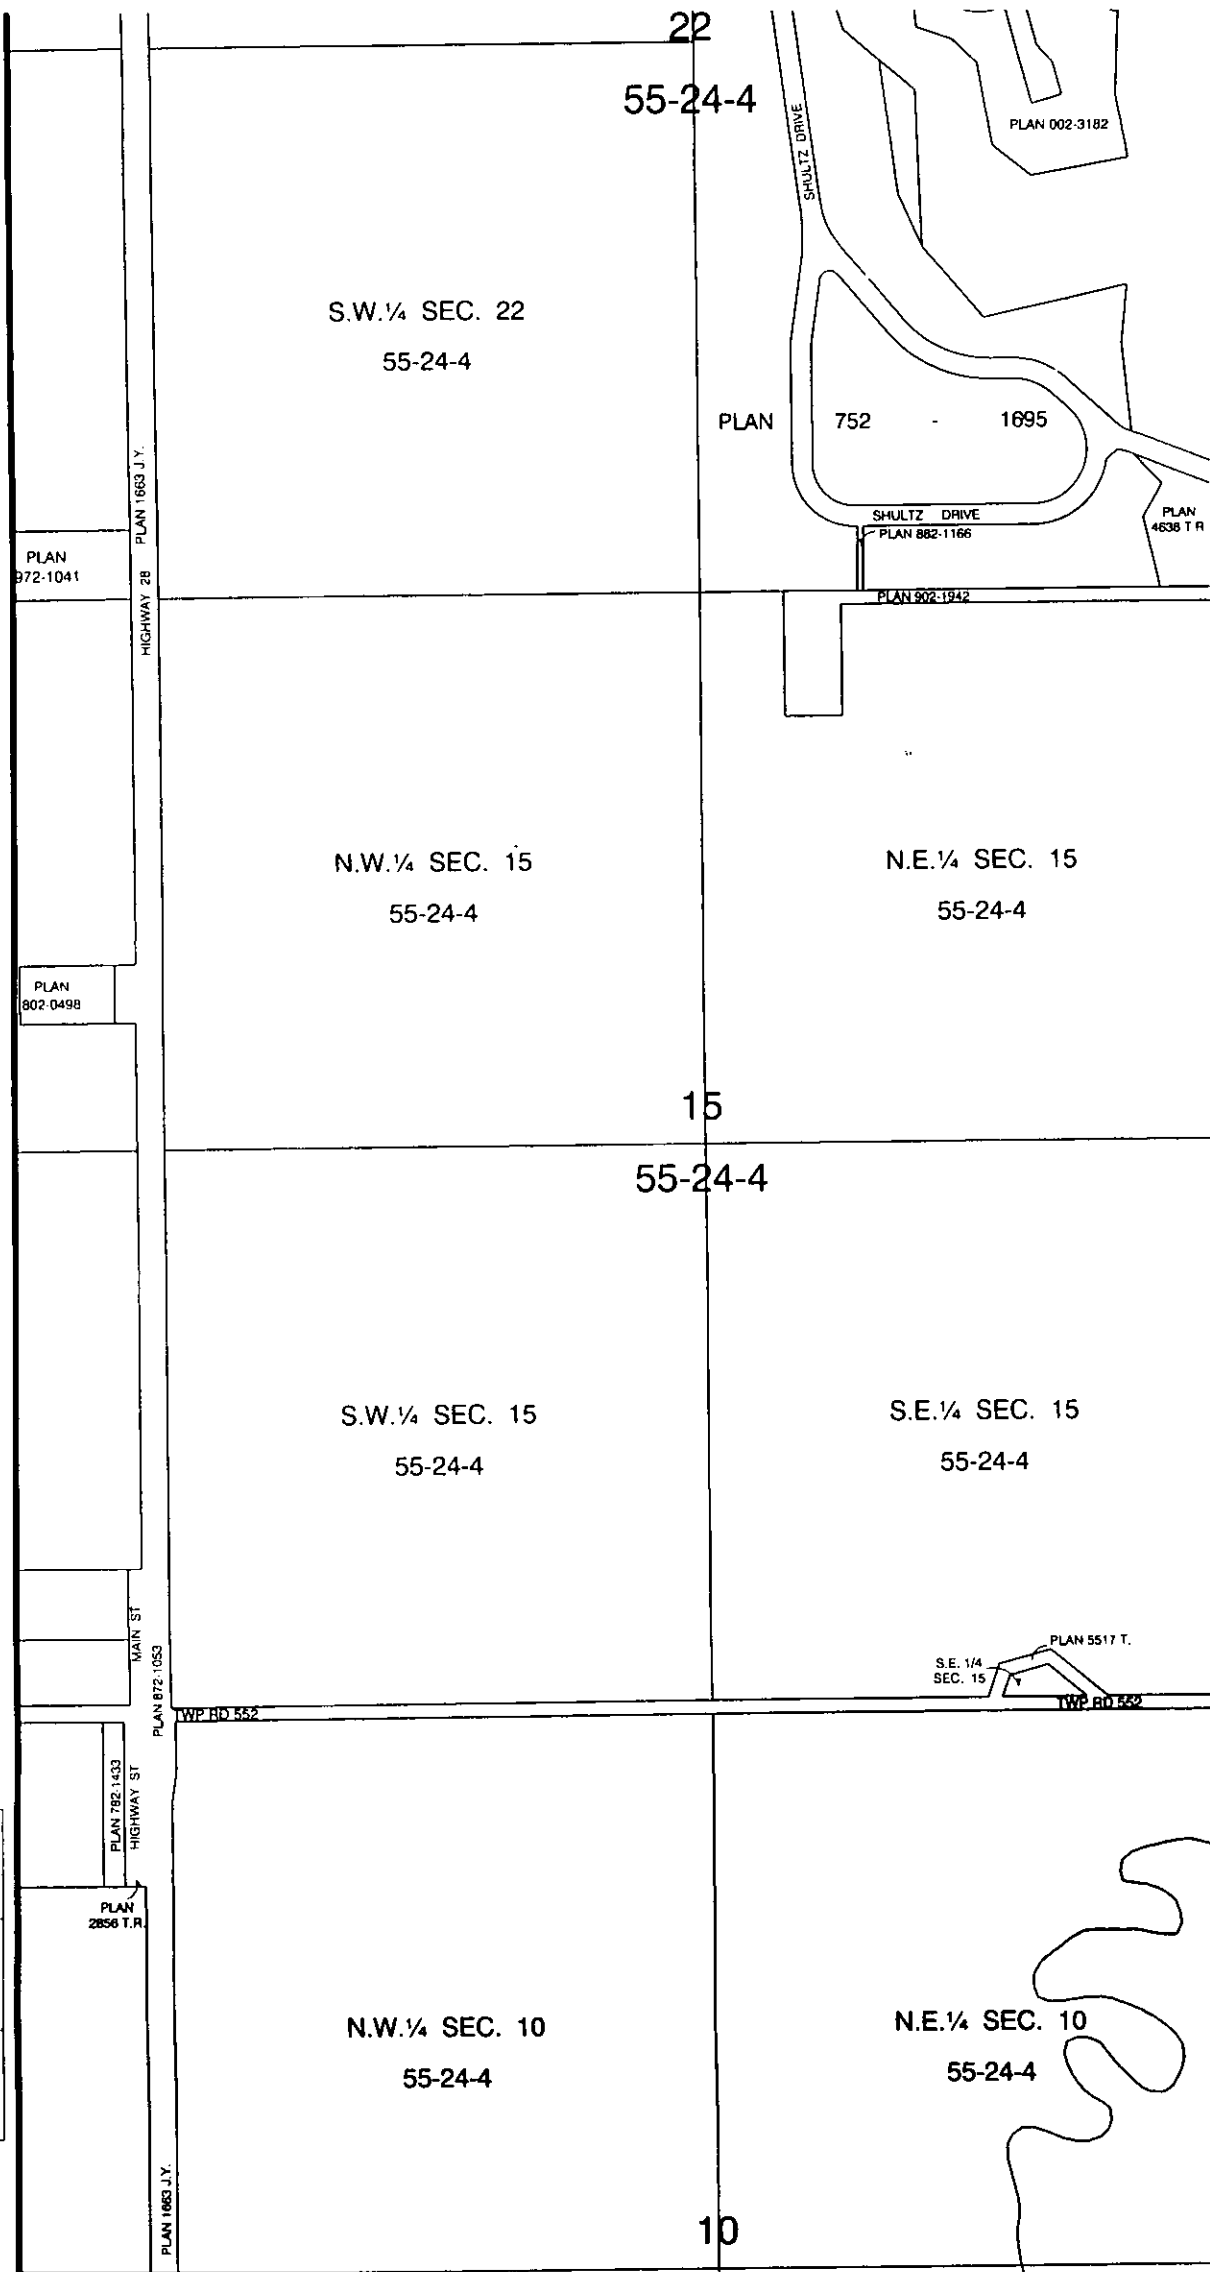 22
55-24-4
SHULTZ DRIVE
PLAN 002-3182
S.W.¼ SEC. 22
55-24-4
PLAN 752 - 1695
PLAN 1663 J.Y.
HIGHWAY 28
SHULTZ DRIVE
PLAN 882-1166
PLAN
4638 T R
PLAN
972-1041
PLAN 902-1942
N.W.¼ SEC. 15
55-24-4
N.E.¼ SEC. 15
55-24-4
PLAN
802-0498
15
55-24-4
S.W.¼ SEC. 15
55-24-4
S.E.¼ SEC. 15
55-24-4
MAIN ST
PLAN 872-1053
PLAN 5517 T.
S.E. 1/4
SEC. 15
TWP RD 552
TWP RD 552
PLAN 782-1433
HIGHWAY ST
PLAN
2856 T.R.
N.W.¼ SEC. 10
55-24-4
N.E.¼ SEC. 10
55-24-4
PLAN 1663 J.Y.
10